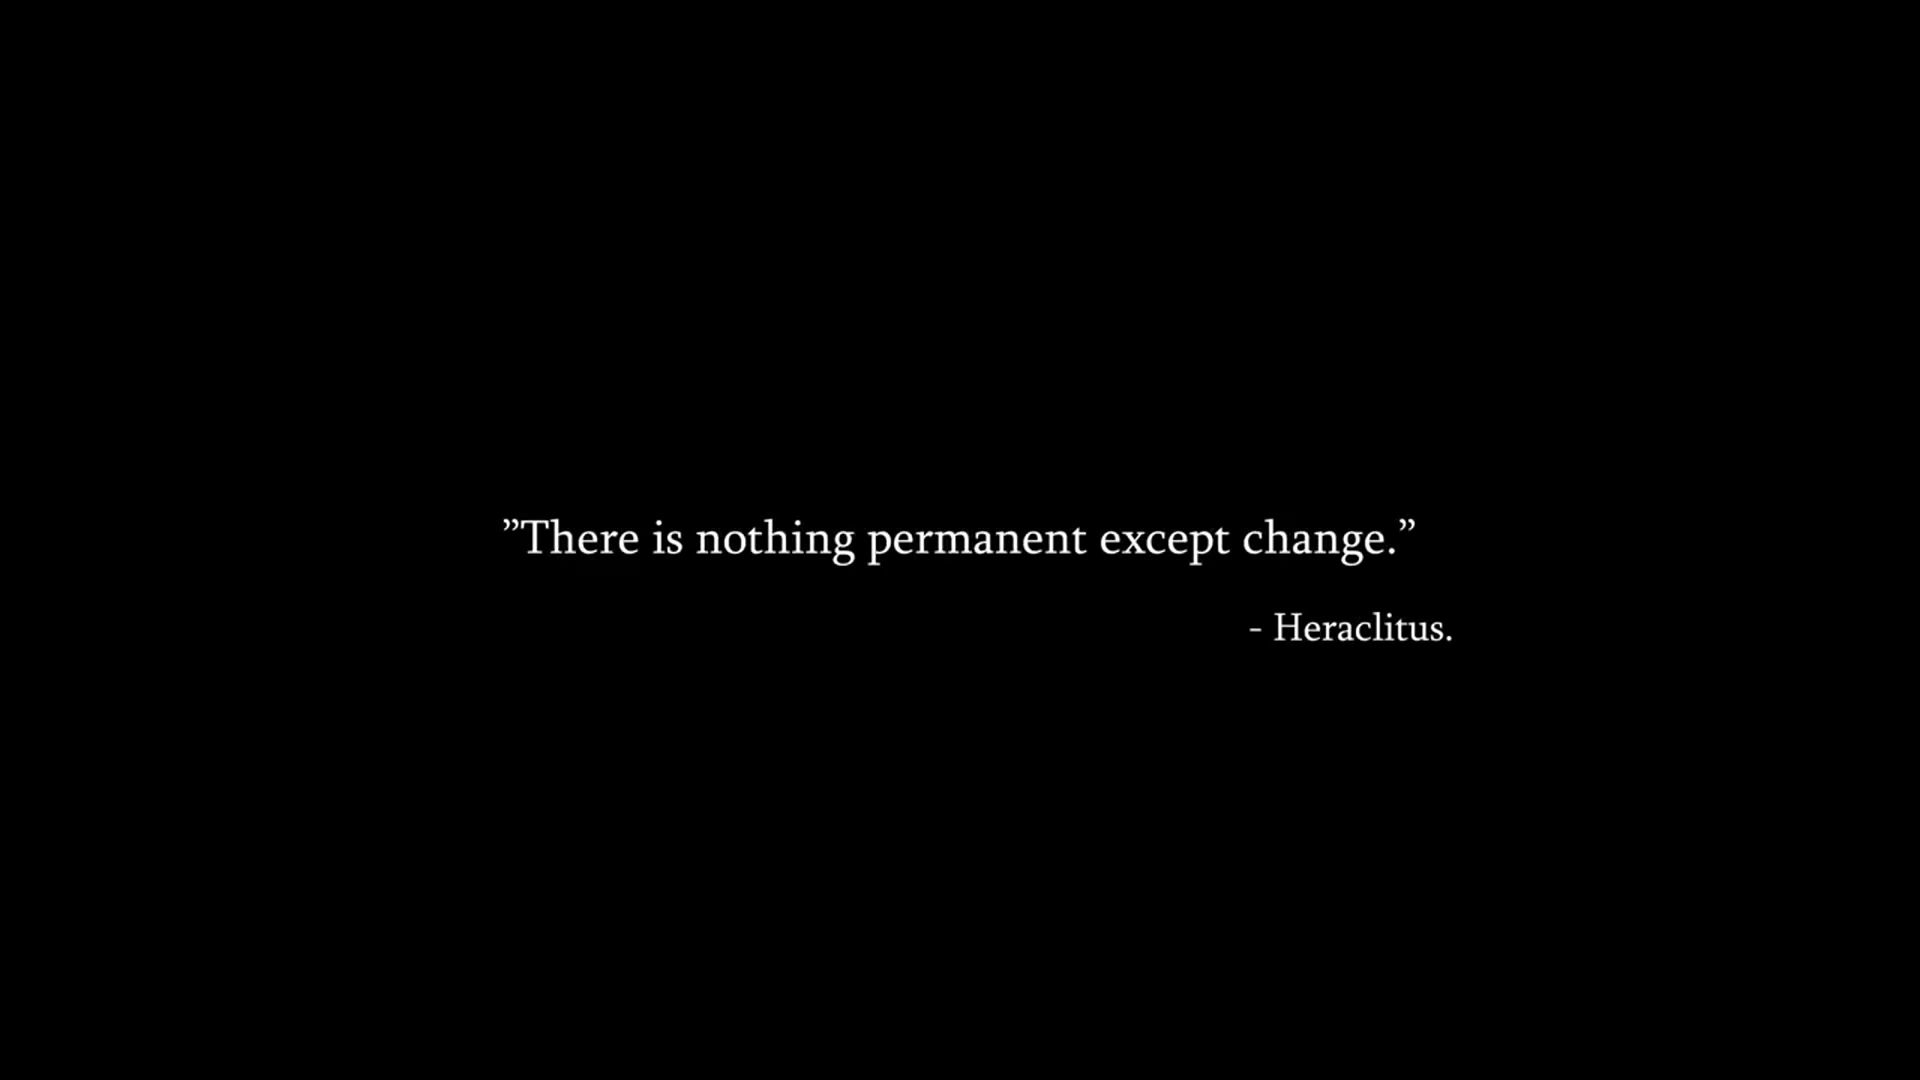 ”There is nothing permanent except change.”
- Heraclitus.